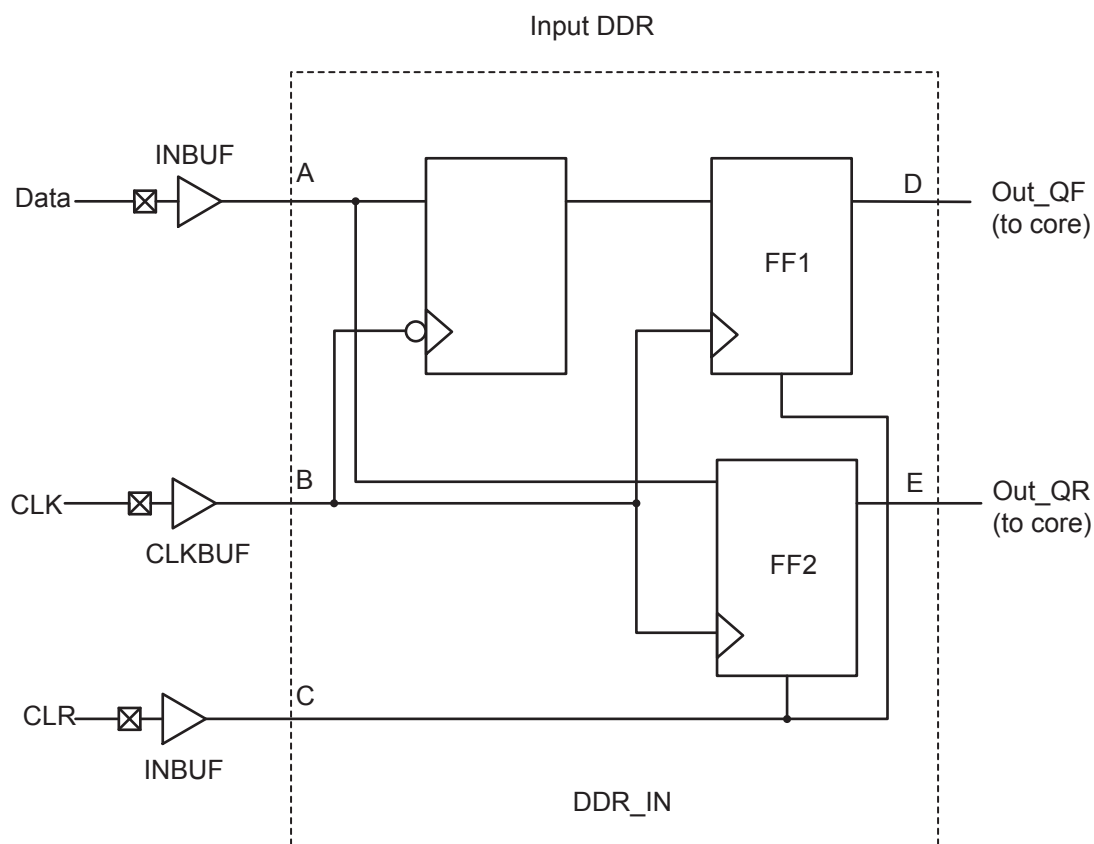 Input DDR
INBUF
Data
A
D
Out_QF
(to core)
FF1
B
E
CLK
CLKBUF
Out_QR
(to core)
FF2
C
CLR
INBUF
DDR_IN